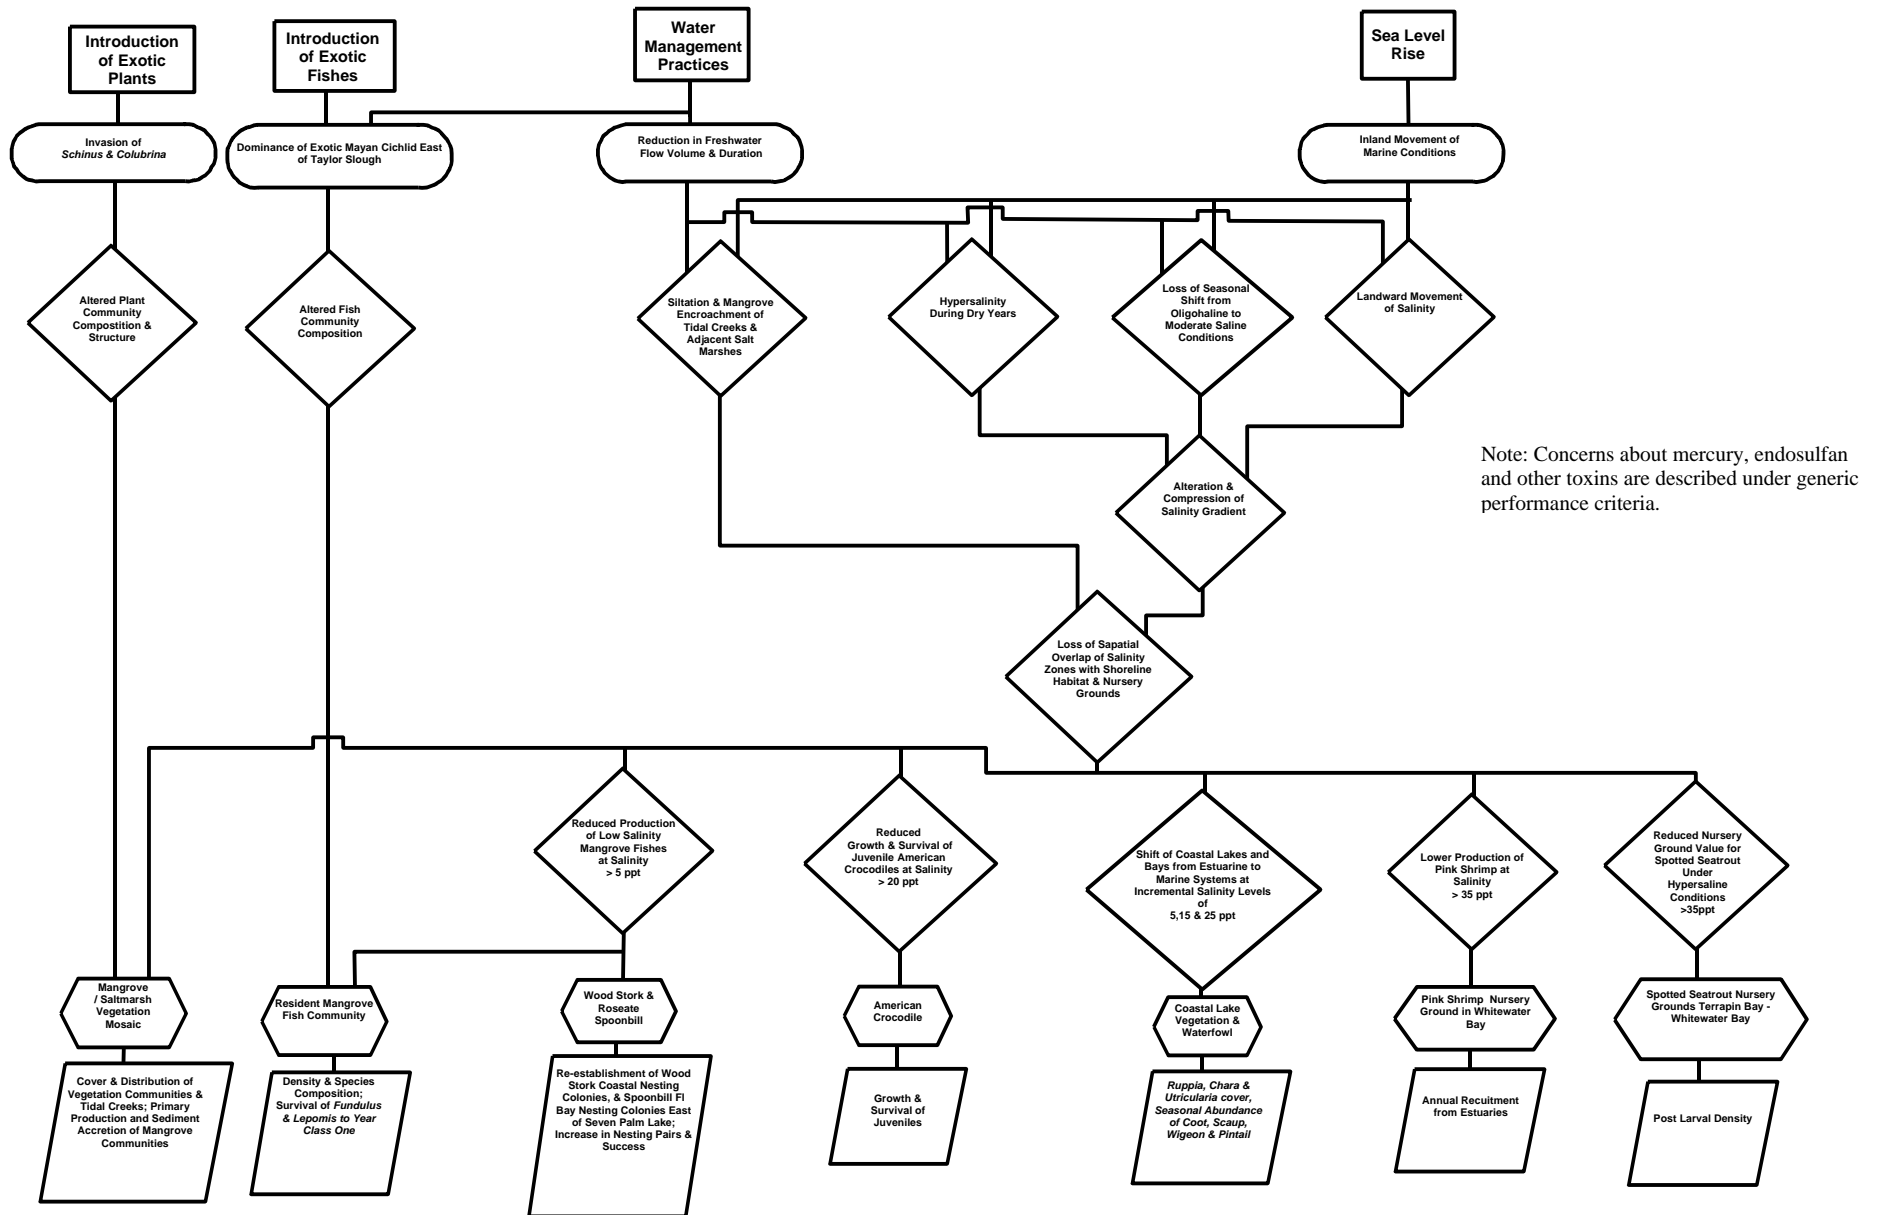 Introduction
of Exotic
Plants
Introduction
of Exotic
Fishes
Water
Management
Practices
Sea Level
Rise
Invasion of
Schinus & Colubrina
Dominance of Exotic Mayan Cichlid East
of Taylor Slough
Reduction in Freshwater
Flow Volume & Duration
Inland Movement of
Marine Conditions
Altered Plant
Community
Compostition &
Structure
Altered Fish
Community
Composition
Siltation & Mangrove
Encroachment of
Tidal Creeks &
Adjacent Salt
Marshes
Hypersalinity
During Dry Years
Loss of Seasonal
Shift from
Oligohaline to
Moderate Saline
Conditions
Landward Movement
of Salinity
Note: Concerns about mercury, endosulfan
and other toxins are described under generic
performance criteria.
Alteration &
Compression of
Salinity Gradient
Loss of Sapatial
Overlap of Salinity
Zones with Shoreline
Habitat & Nursery
Grounds
Reduced Production
of Low Salinity
Mangrove Fishes
at Salinity
> 5 ppt
Reduced
Growth & Survival of
Juvenile American
Crocodiles at Salinity
> 20 ppt
Shift of Coastal Lakes and
Bays from Estuarine to
Marine Systems at
Incremental Salinity Levels
of
5,15 & 25 ppt
Lower Production of
Pink Shrimp at
Salinity
> 35 ppt
Reduced Nursery
Ground Value for
Spotted Seatrout
Under
Hypersaline
Conditions
>35ppt
Mangrove
/ Saltmarsh
Vegetation
Mosaic
Resident Mangrove
Fish Community
Wood Stork &
Roseate
Spoonbill
American
Crocodile
Coastal Lake
Vegetation &
Waterfowl
Pink Shrimp Nursery
Ground in Whitewater
Bay
Spotted Seatrout Nursery
Grounds Terrapin Bay -
Whitewater Bay
Cover & Distribution of
Vegetation Communities &
Tidal Creeks; Primary
Production and Sediment
Accretion of Mangrove
Communities
Density & Species
Composition;
Survival of Fundulus
& Lepomis to Year
Class One
Re-establishment of Wood
Stork Coastal Nesting
Colonies, & Spoonbill Fl
Bay Nesting Colonies East
of Seven Palm Lake;
Increase in Nesting Pairs &
Success
Growth &
Survival of
Juveniles
Ruppia, Chara &
Utricularia cover,
Seasonal Abundance
of Coot, Scaup,
Wigeon & Pintail
Annual Recuitment
from Estuaries
Post Larval Density